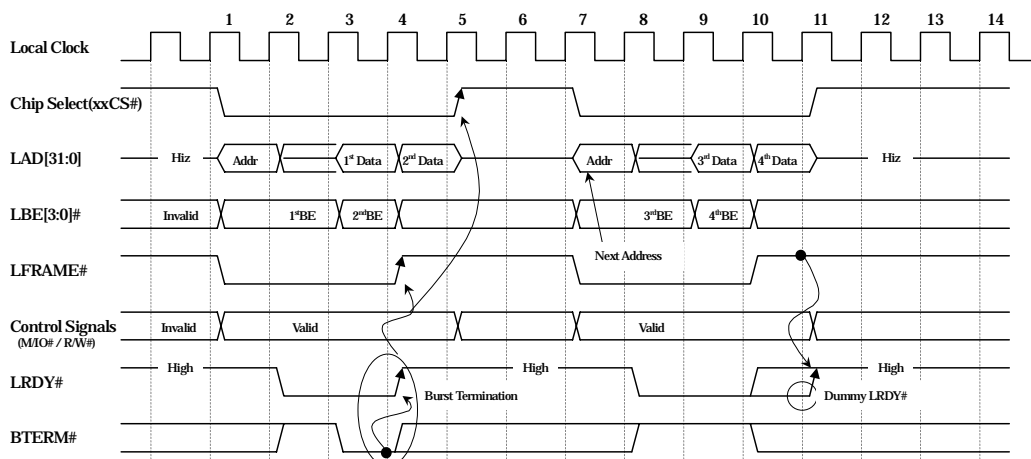 1 2 3 4 5 6 7 8 9 10 11 12 13 14
Local Clock
Chip Select(xxCS#)
LAD[31:0] Hiz Addr 1st Data 2nd Data Addr 3rd Data 4th Data Hiz
LBE[3:0]# Invalid 1stBE 2ndBE 3rdBE 4thBE
Next Address
LFRAME#
Control Signals Invalid Valid Valid
(M/IO# / R/W#)
High High High
LRDY#
Burst Termination Dummy LRDY#
BTERM#